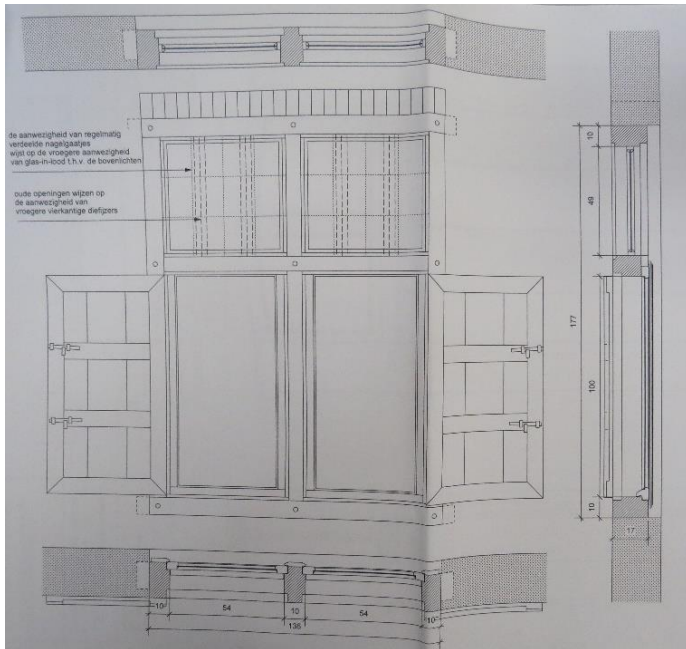 de aanwezigheid van regelmatig
verdeelde nagelgaatjes
wijst op de vroegere aanwezigheid
van glas-in-lood t.h.v. de bovenlichten
oude openingen wijzen op
de aanwezigheid van
vroegere vierkantige diefijzers
10
49
177
100
10
17
10 54 10 54 10
138